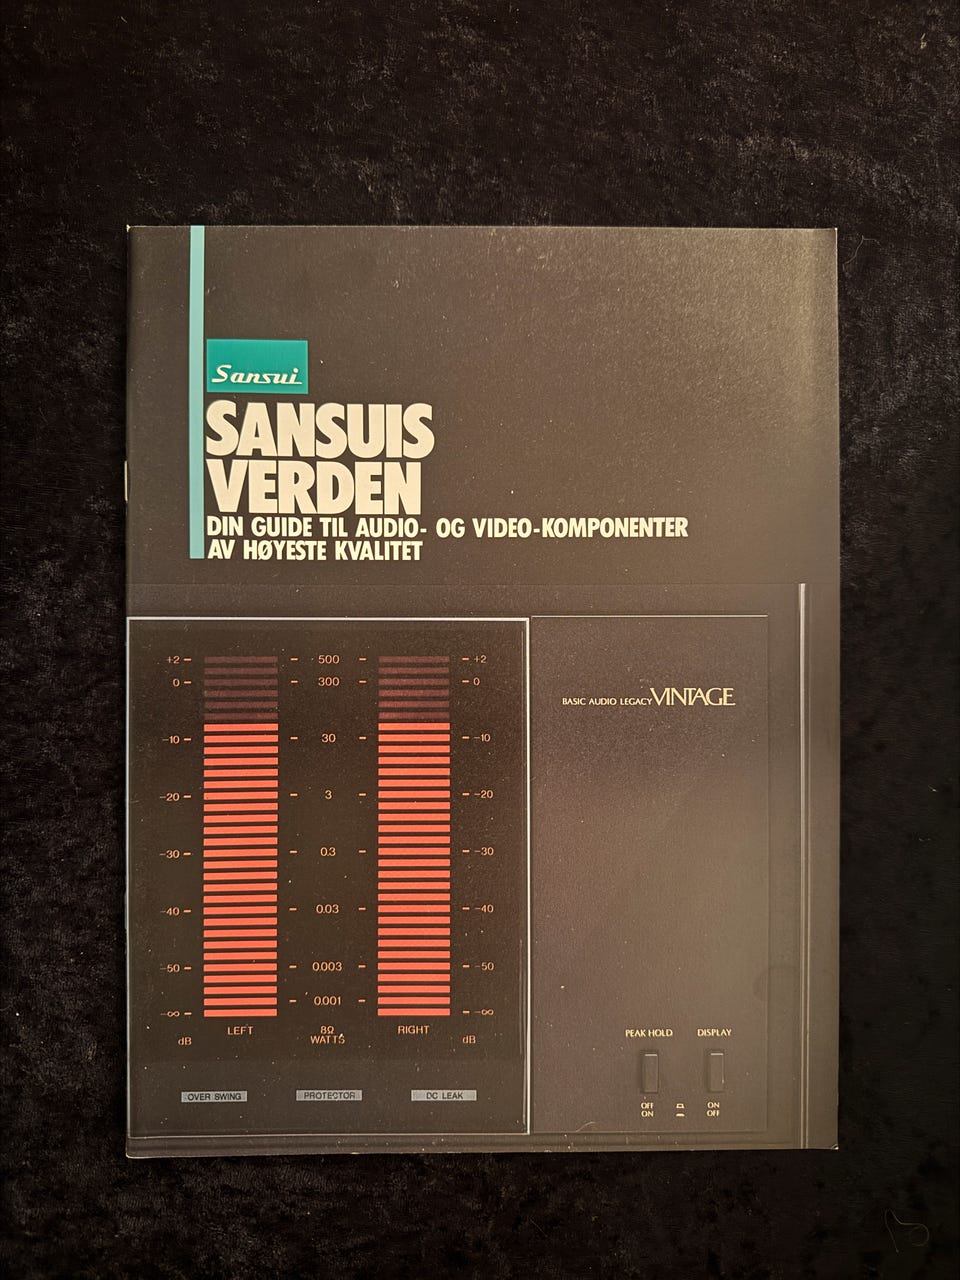 Sansui
SANSUIS
VERDEN
DIN GUIDE TIL AUDIO- OG VIDEO-KOMPONENTER
AV HØYESTE KVALITET
BASIC AUDIO LEGACY VINTAGE
+2 – – 500 – – +2
0 – – 300 – – 0
–10 – – 30 – – –10
–20 – – 3 – – –20
–30 – – 0.3 – – –30
–40 – – 0.03 – – –40
–50 – – 0.003 – – –50
– 0.001 –
–∞ – – –∞
LEFT 8Ω RIGHT
dB WATTS dB
OVER SWING PROTECTOR DC LEAK
PEAK HOLD DISPLAY
OFF ON
ON OFF